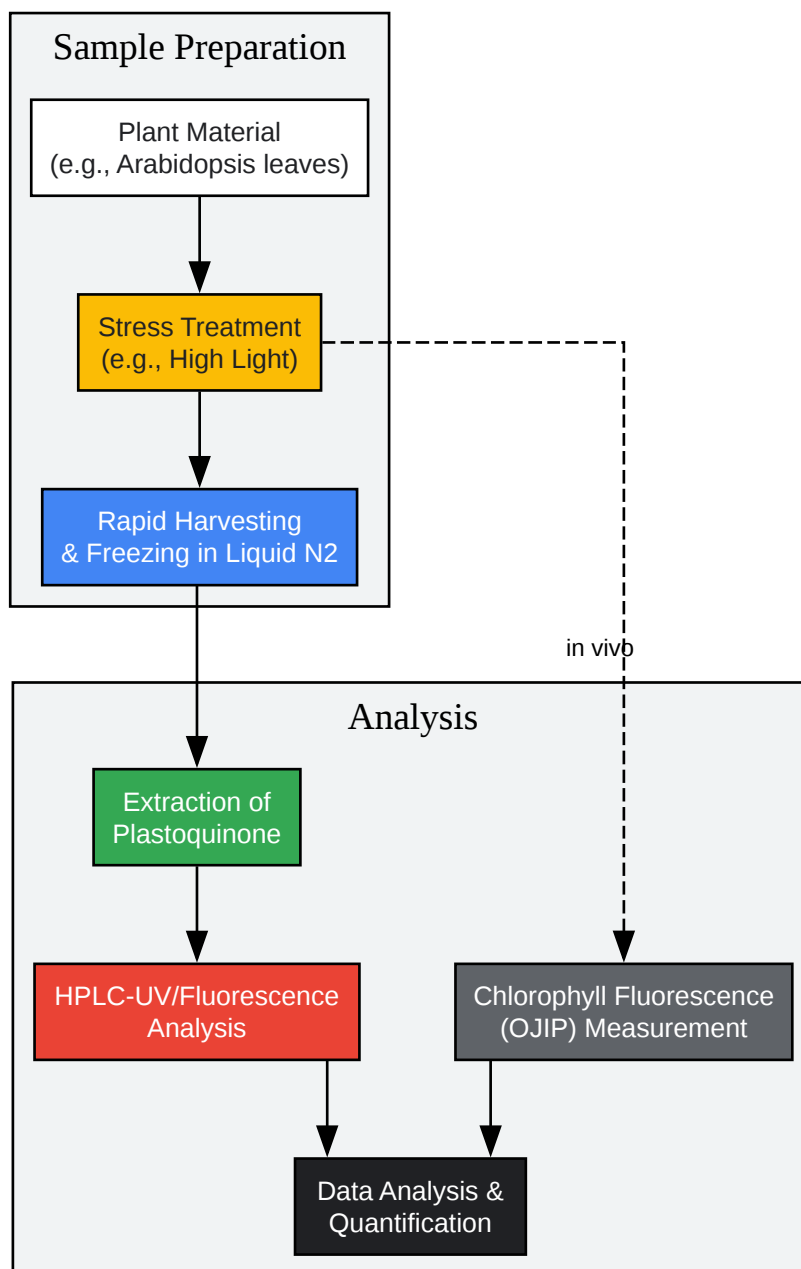 Sample Preparation
Plant Material
(e.g., Arabidopsis leaves)
Stress Treatment
(e.g., High Light)
Rapid Harvesting
& Freezing in Liquid N2
in vivo
Analysis
Extraction of
Plastoquinone
HPLC-UV/Fluorescence
Analysis
Chlorophyll Fluorescence
(OJIP) Measurement
Data Analysis &
Quantification